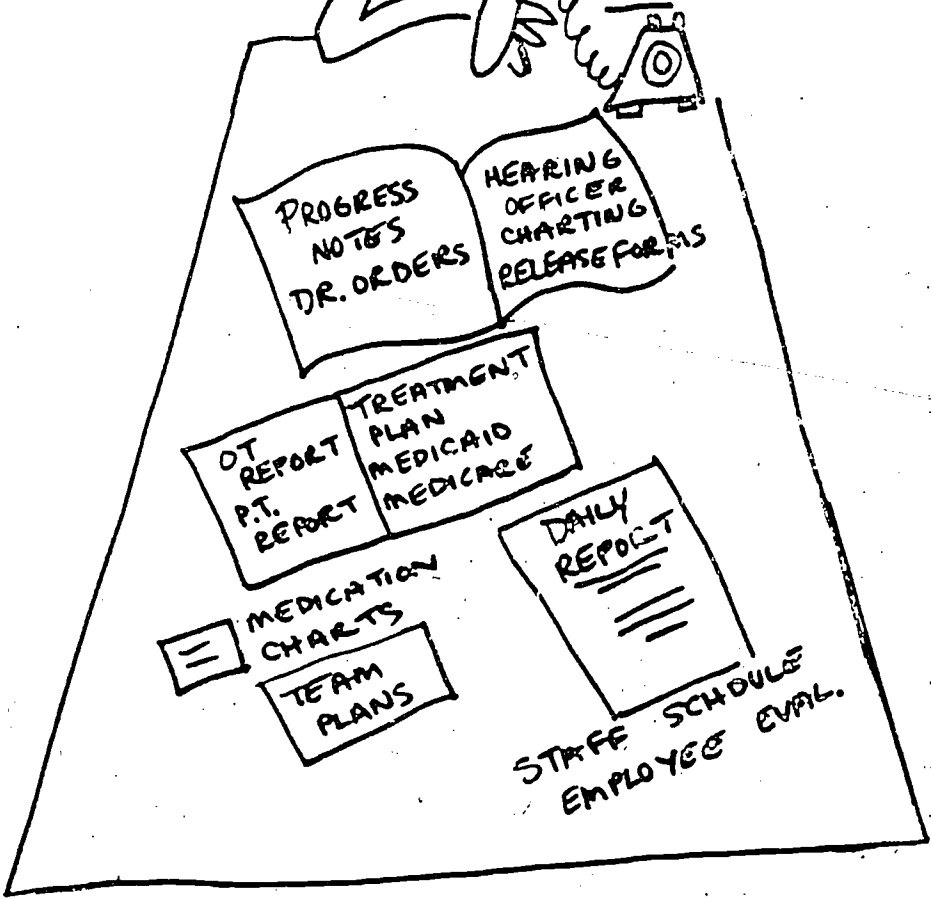 PROGRESS
NOTES
DR. ORDERS
HEARING
OFFICER
CHARTING
RELEASE FORMS
OT
REPORT
P.T.
REPORT
TREATMENT
PLAN
MEDICAID
MEDICARE
DAILY
REPORT
MEDICATION
CHARTS
TEAM
PLANS
STAFF SCHDULE
EMPLOYEE EVAL.